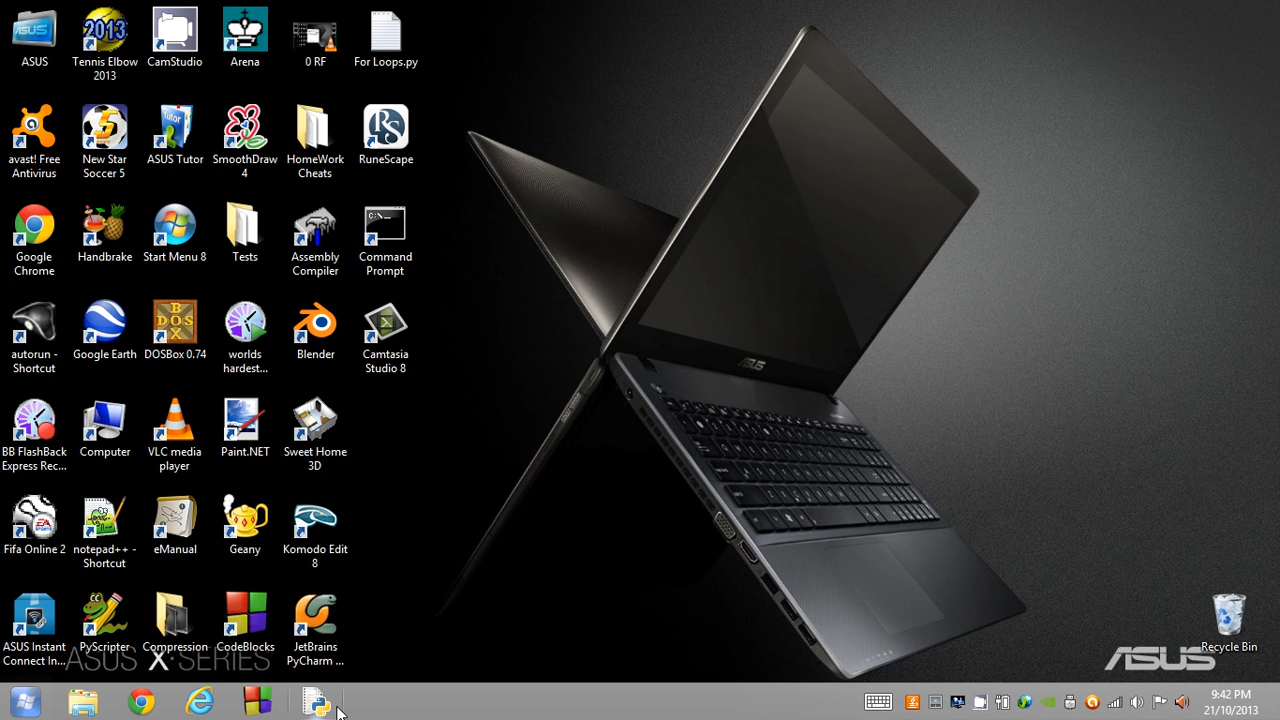 ASUS
Tennis Elbow
2013
CamStudio
Arena
0 RF
For Loops.py
avast! Free
Antivirus
New Star
Soccer 5
ASUS Tutor
SmoothDraw
4
HomeWork
Cheats
RuneScape
Google
Chrome
Handbrake
Start Menu 8
Tests
Assembly
Compiler
Command
Prompt
autorun -
Shortcut
Google Earth
DOSBox 0.74
worlds
hardest...
Blender
Camtasia
Studio 8
BB FlashBack
Express Rec...
Computer
VLC media
player
Paint.NET
Sweet Home
3D
Fifa Online 2
notepad++ -
Shortcut
eManual
Geany
Komodo Edit
8
ASUS Instant
Connect In...
PyScripter
Compression
CodeBlocks
JetBrains
PyCharm ...
Recycle Bin
ASUS X-SERIES
ASUS
ASUS
9:42 PM
21/10/2013